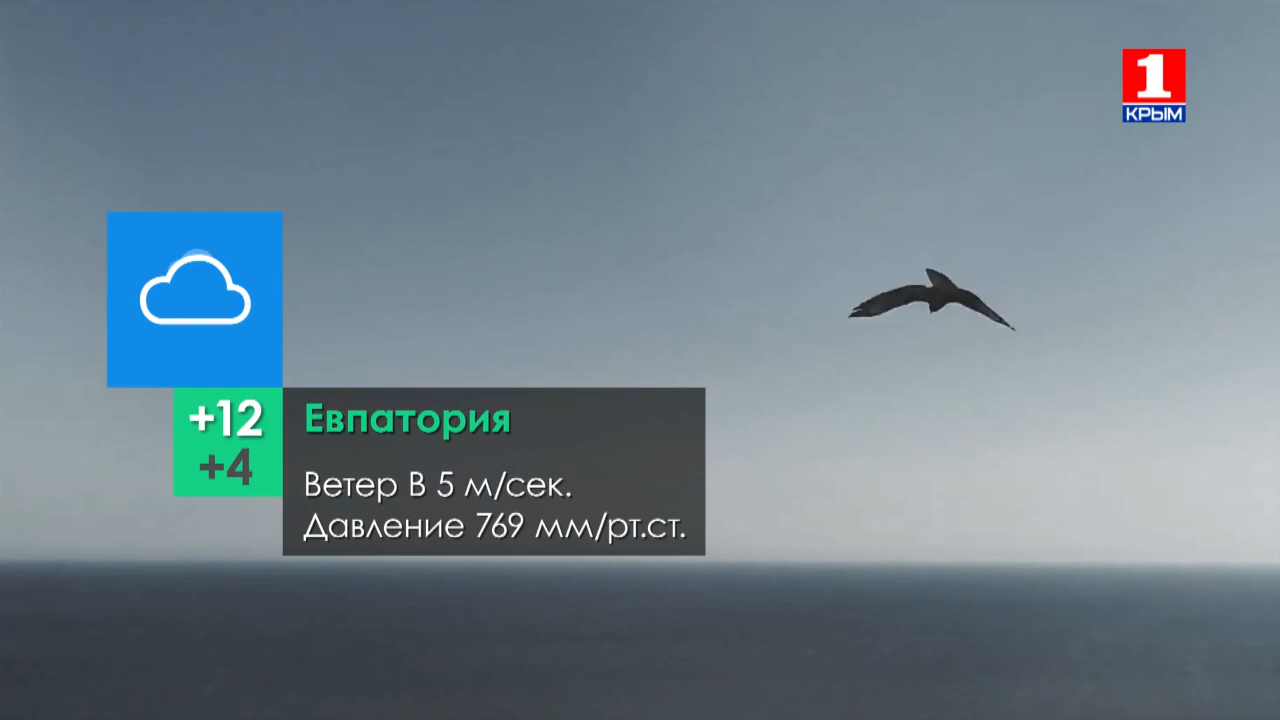 1
КРЫМ
+12
+4
Евпатория
Ветер В 5 м/сек.
Давление 769 мм/рт.ст.